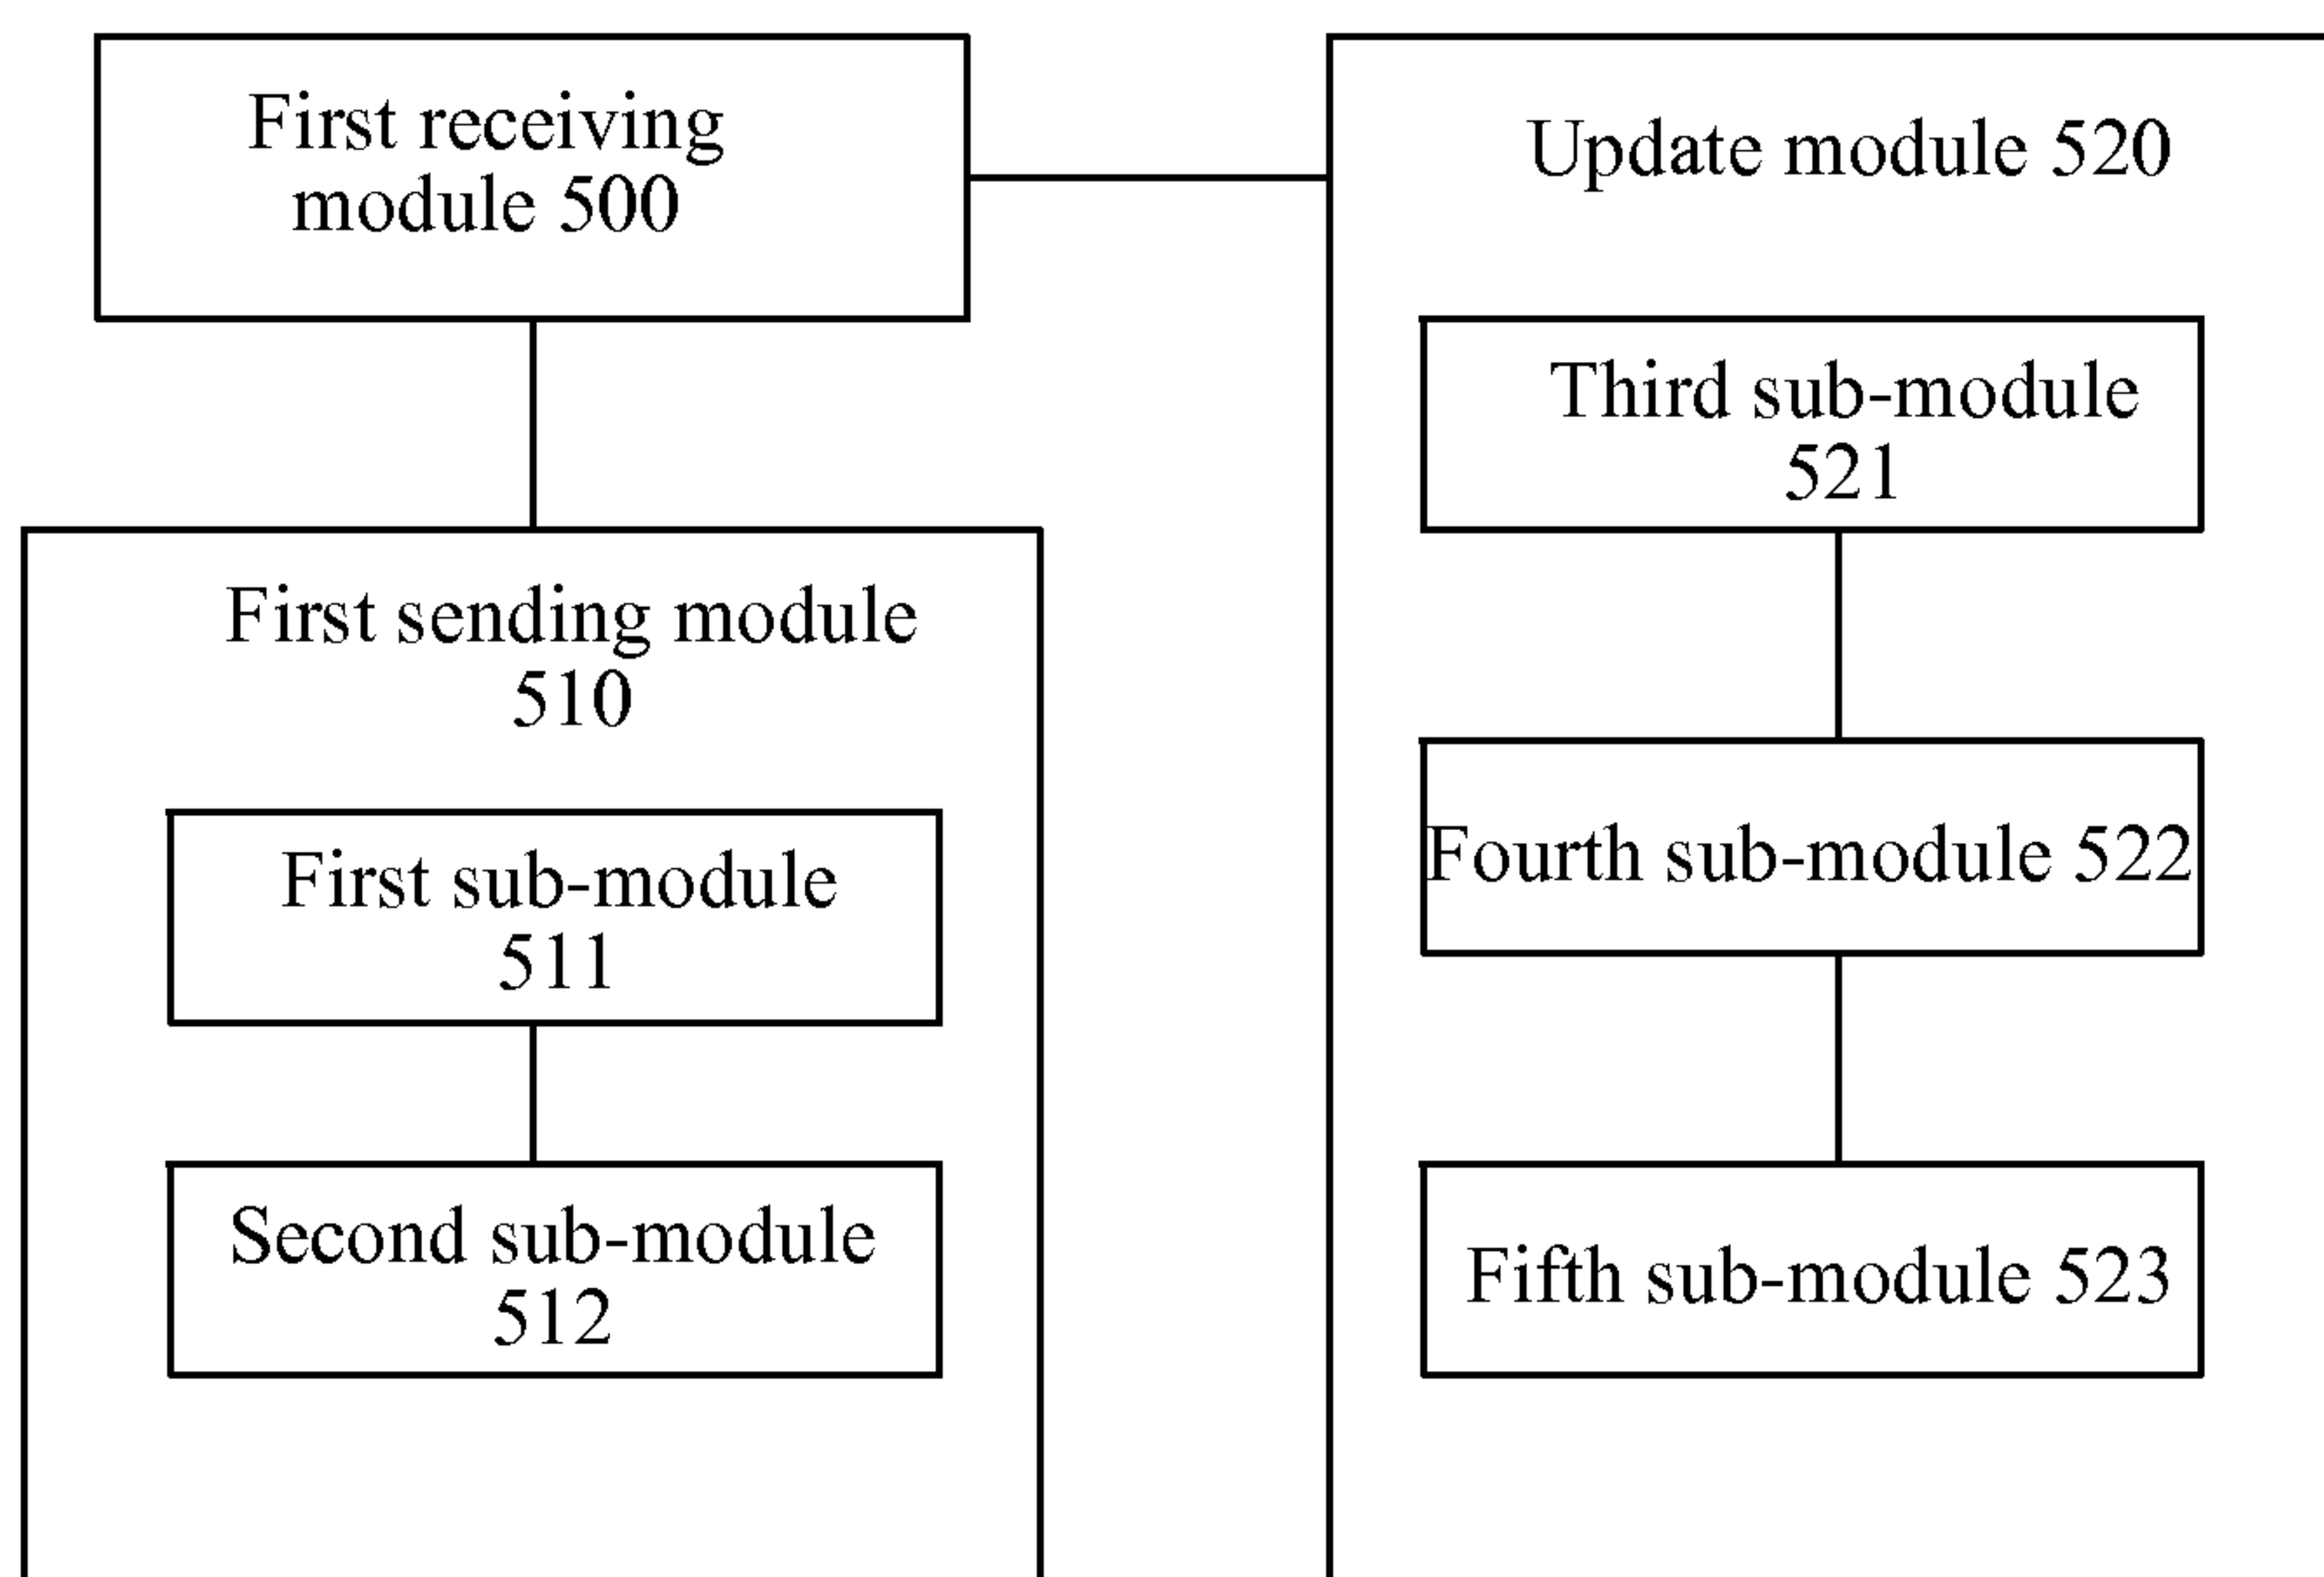 First receiving
module 500
Update module 520
Third sub-module
521
First sending module
510
First sub-module
511
Fourth sub-module 522
Second sub-module
512
Fifth sub-module 523